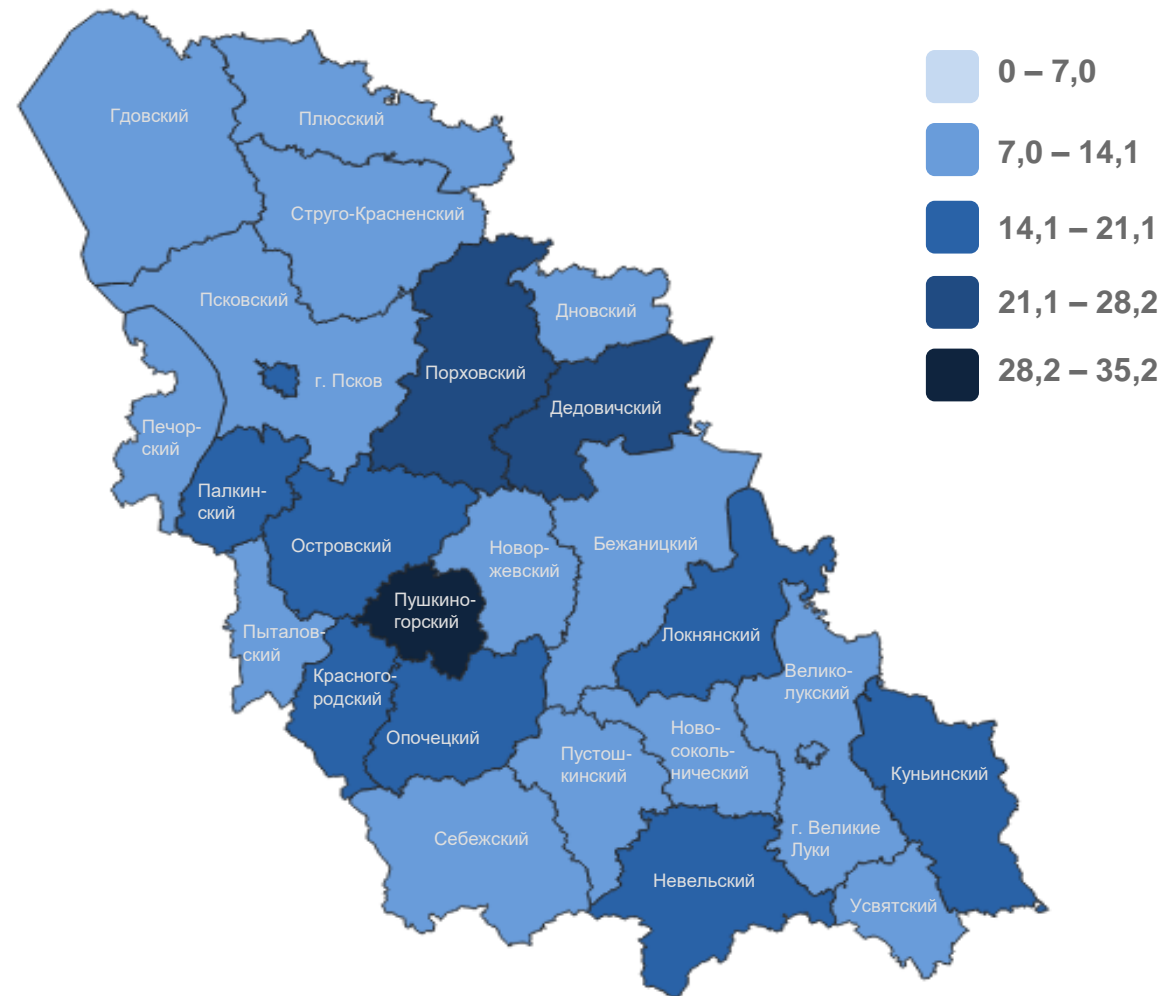 Гдовский
Плюсский
Струго-Красненский
Псковский
Дновский
г. Псков
Порховский
Дедовичский
Печор-
ский
Палкин-
ский
Островский
Новор-
жевский
Бежаницкий
Пушкино-
горский
Пыталов-
ский
Локнянский
Красного-
родский
Велико-
лукский
Опочецкий
Ново-
соколь-
нический
Пустош-
кинский
Куньинский
Себежский
г. Великие
Луки
Невельский
Усвятский
0 – 7,0
7,0 – 14,1
14,1 – 21,1
21,1 – 28,2
28,2 – 35,2